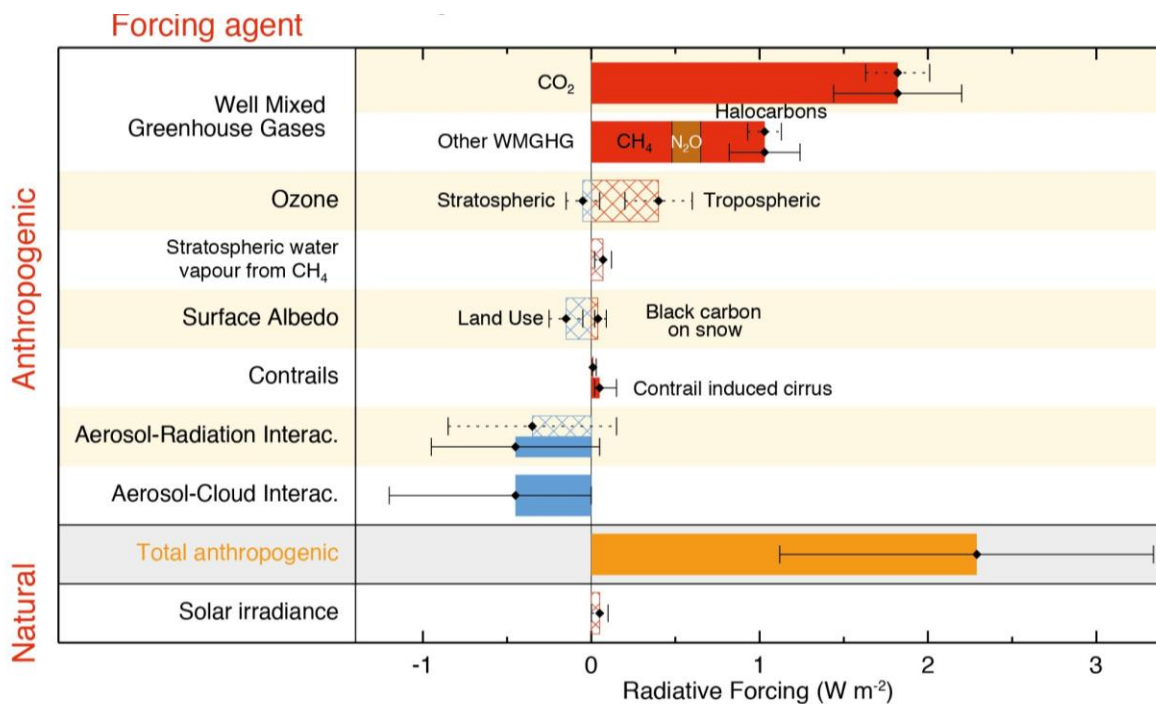 Forcing agent
Anthropogenic
Well Mixed
Greenhouse Gases
CO₂
Halocarbons
Other WMGHG
CH₄
N₂O
Ozone
Stratospheric
Tropospheric
Stratospheric water
vapour from CH₄
Surface Albedo
Land Use
Black carbon
on snow
Contrails
Contrail induced cirrus
Aerosol-Radiation Interac.
Aerosol-Cloud Interac.
Total anthropogenic
Natural
Solar irradiance
-1 0 1 2 3
Radiative Forcing (W m⁻²)